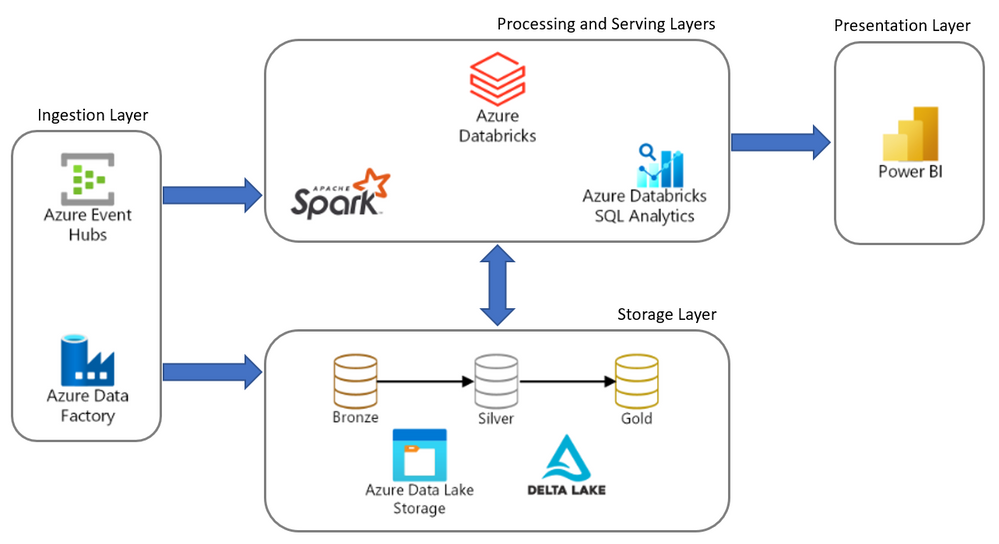 Processing and Serving Layers
Presentation Layer
Ingestion Layer
Azure
Databricks
Azure Event
Hubs
APACHE
Spark
TM
Azure Databricks
SQL Analytics
Power BI
Storage Layer
Azure Data
Factory
Bronze
Silver
Gold
Azure Data Lake
Storage
DELTA LAKE